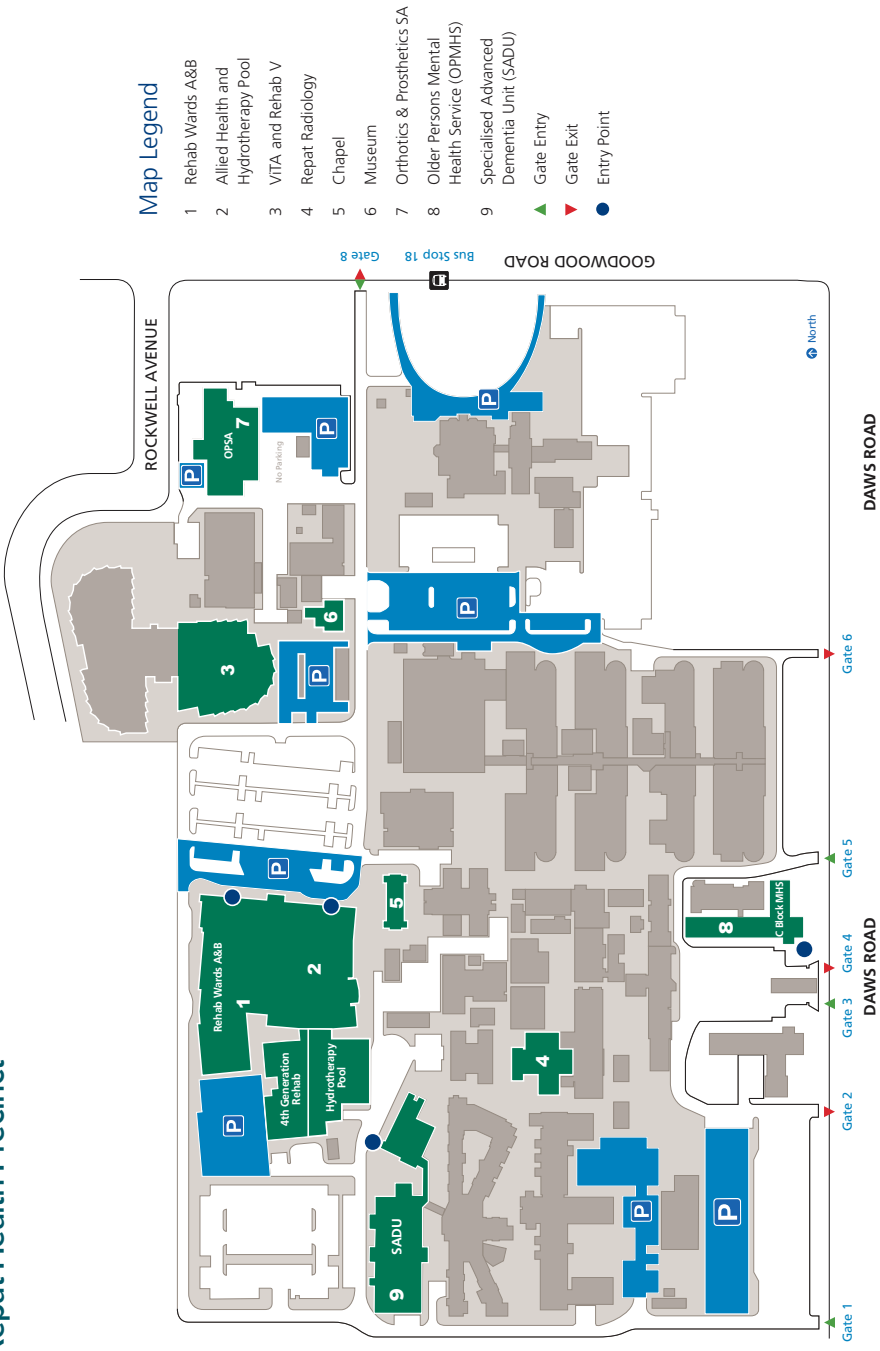 Repat Health Precinct
Map Legend
1 Rehab Wards A&B
2 Allied Health and
Hydrotherapy Pool
3 ViTA and Rehab V
4 Repat Radiology
5 Chapel
6 Museum
7 Orthotics & Prosthetics SA
8 Older Persons Mental
Health Service (OPMHS)
9 Specialised Advanced
Dementia Unit (SADU)
Gate Entry
Gate Exit
Entry Point
ROCKWELL AVENUE
GOODWOOD ROAD
Gate 8
Bus Stop 18
North
DAWS ROAD
DAWS ROAD
Gate 1
Gate 2
Gate 3
Gate 4
Gate 5
Gate 6
P
OPSA
7
No Parking
P
P
3
P
6
P
P
Rehab Wards A&B
1
2
4th Generation
Rehab
Hydrotherapy
Pool
P
5
SADU
9
4
8
C Block MHS
P
P